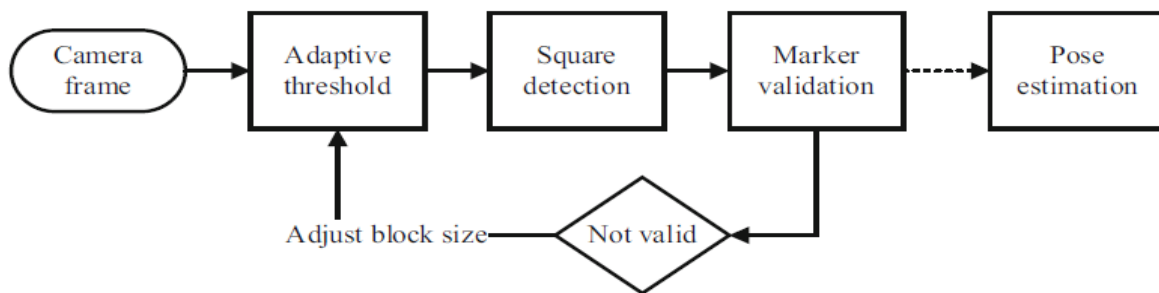 Camera
frame
Adaptive
threshold
Square
detection
Marker
validation
Pose
estimation
Adjust block size
Not valid